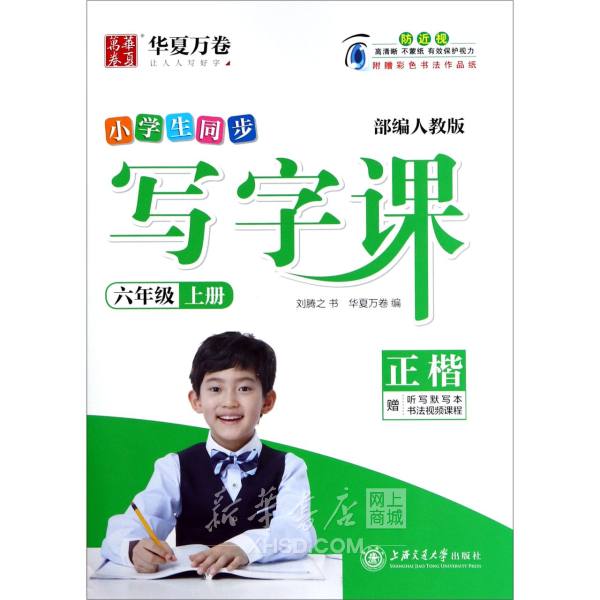 萬卷 華夏
华夏万卷
让人人写好字
防近视
高清晰 不蒙纸 有效保护视力
附赠彩色书法作品纸
小学生同步
部编人教版
写字课
六年级 上册
刘腾之 书 华夏万卷 编
正楷
赠
听写默写本
书法视频课程
新華書店
网上商城
XHSD.COM
上海交通大学出版社
SHANGHAI JIAO TONG UNIVERSITY PRESS